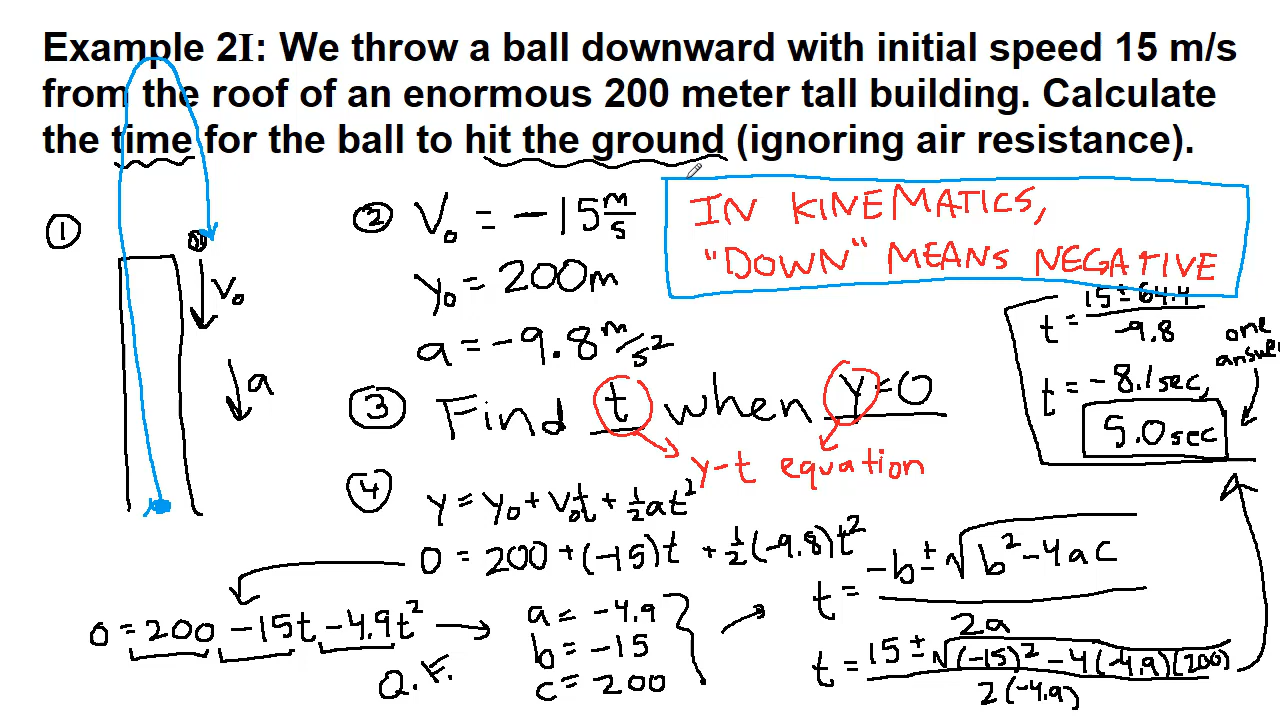 Example 2I: We throw a ball downward with initial speed 15 m/s
from the roof of an enormous 200 meter tall building. Calculate
the time for the ball to hit the ground (ignoring air resistance).
①
V₀
a
② V₀ = -15 m/s
y₀ = 200m
a = -9.8 m/s²
IN KINEMATICS,
"DOWN" MEANS NEGATIVE
③ Find t when y=0
y-t equation
④ y = y₀ + V₀t + ½at²
0 = 200 + (-15)t + ½(-9.8)t²
0 = 200 - 15t - 4.9t²
Q.F.
a = -4.9
b = -15
c = 200
t = (-b ± √(b² - 4ac)) / 2a
t = (15 ± √((-15)² - 4(-4.9)(200))) / 2(-4.9)
t = (15 ± 64.4) / -9.8
t = -8.1 sec,
5.0 sec
one
answer